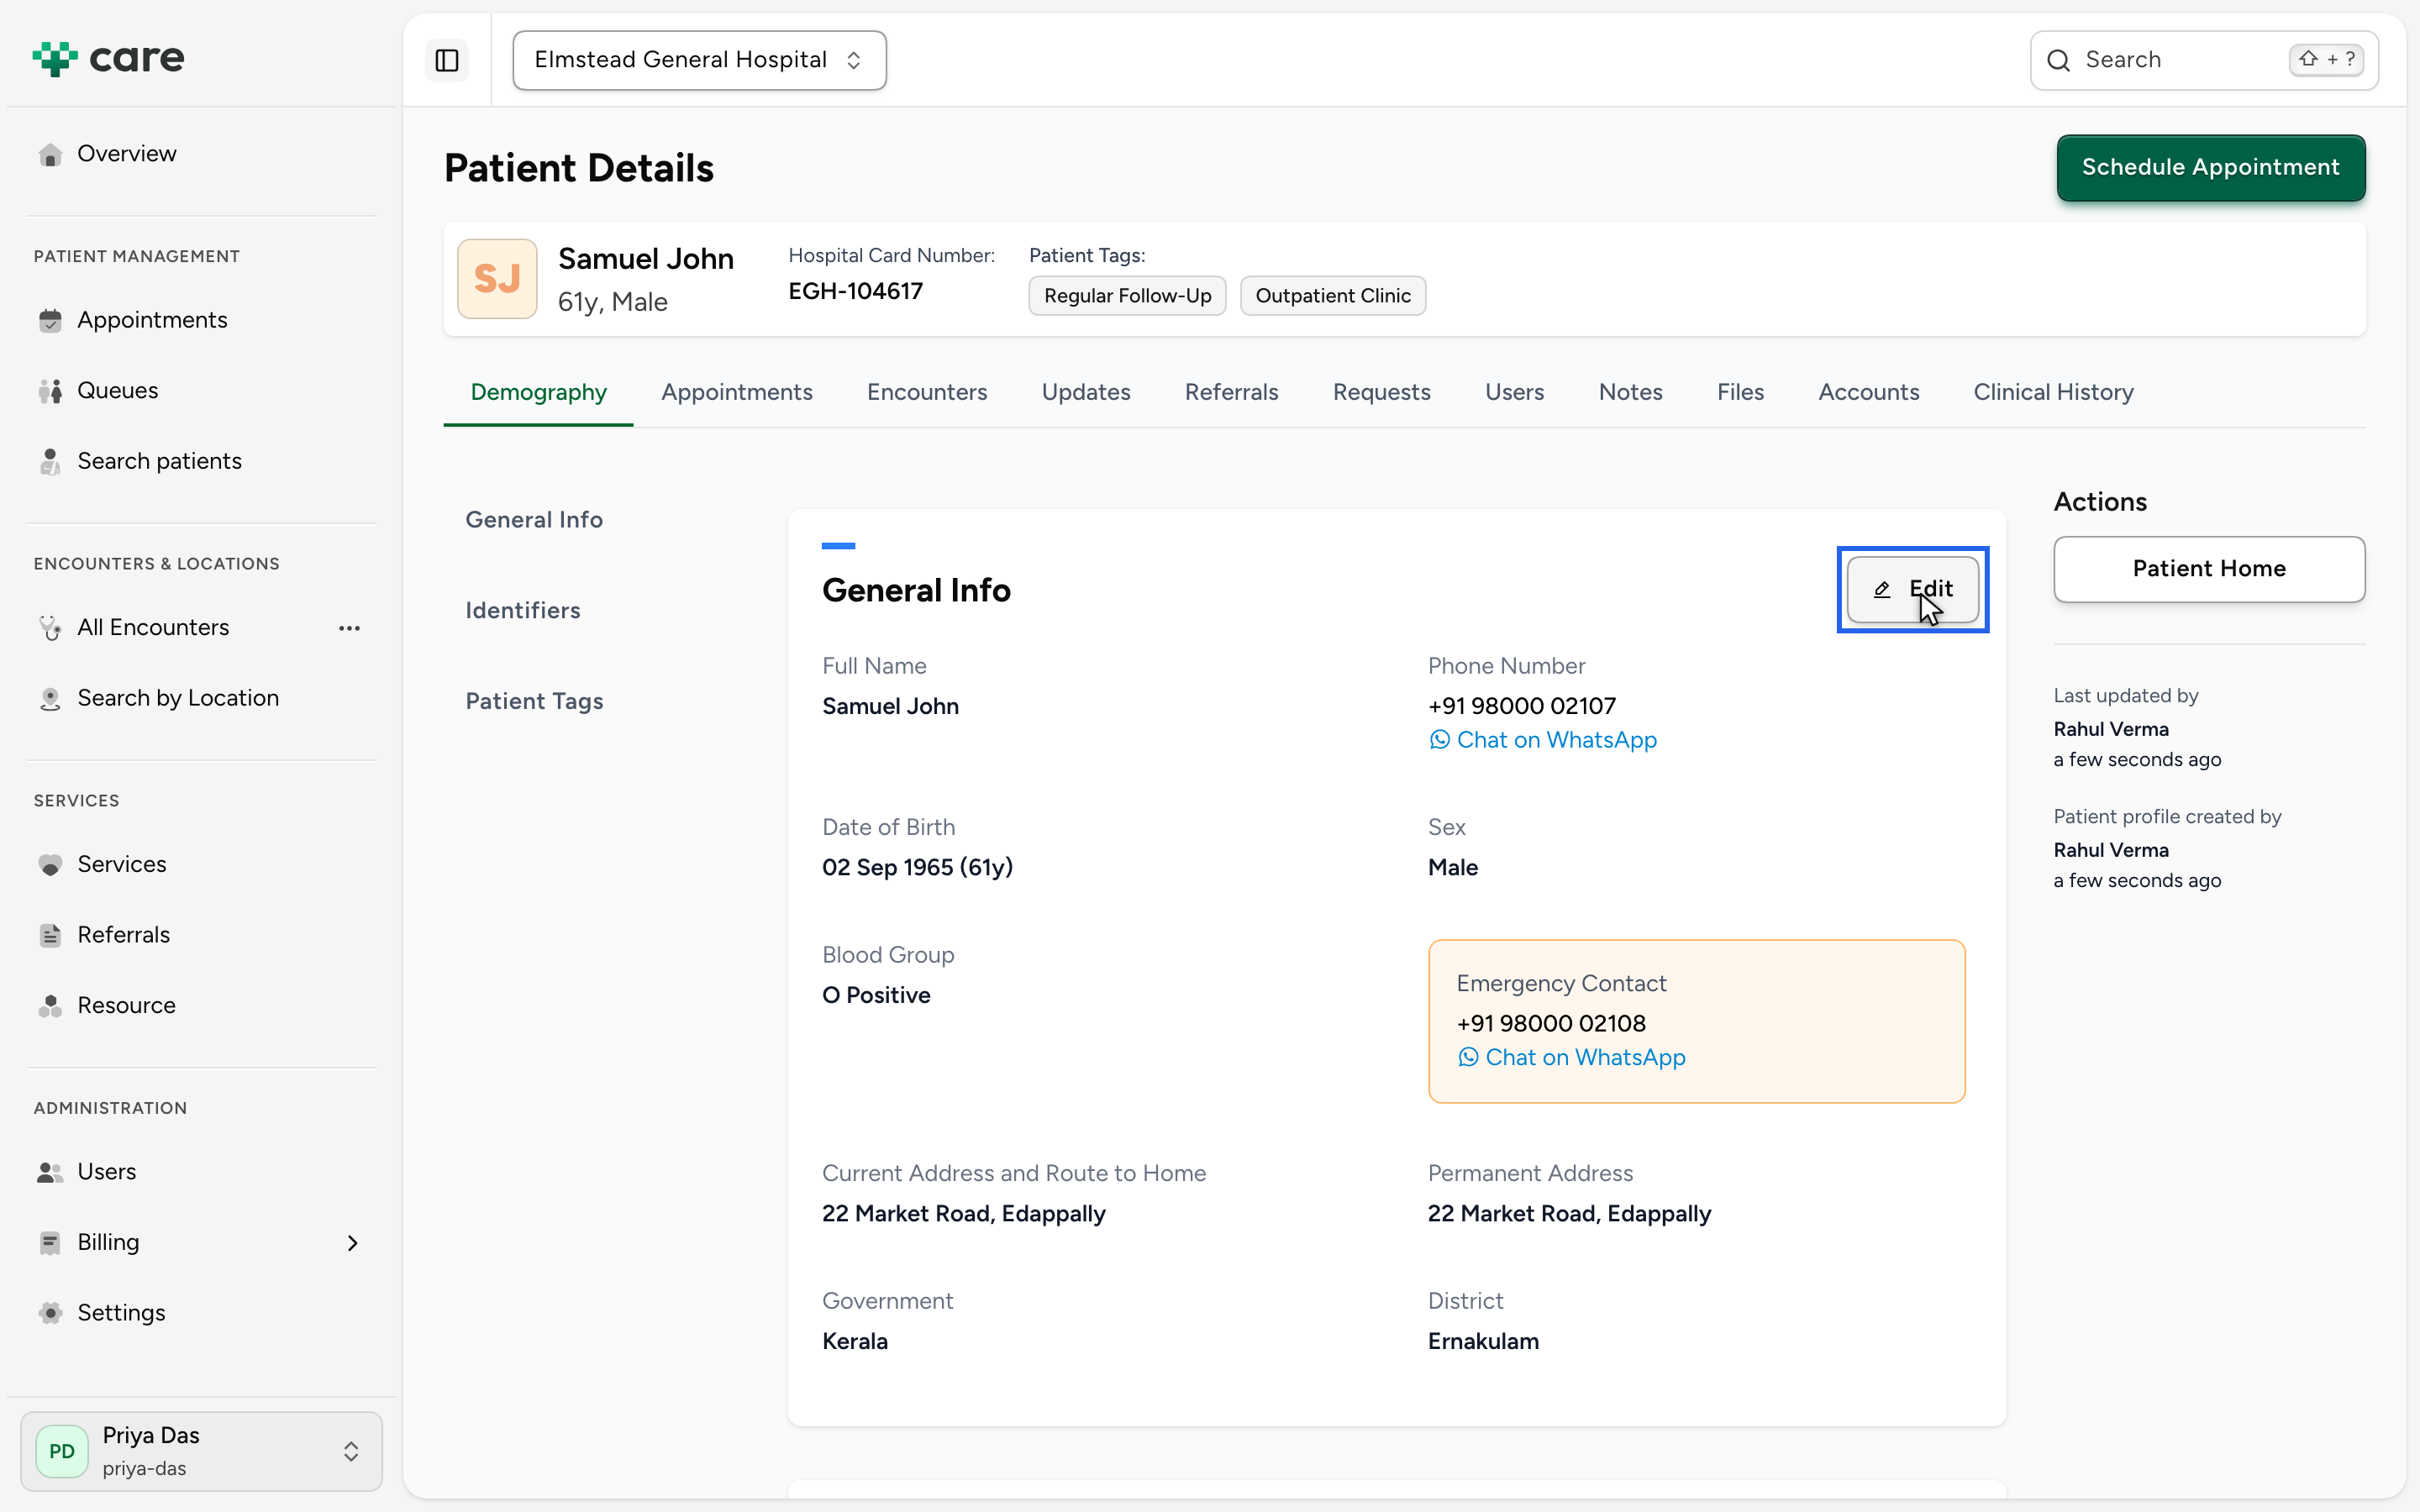 care
Elmstead General Hospital
Search
+ ?
Overview
PATIENT MANAGEMENT
Appointments
Queues
Search patients
ENCOUNTERS & LOCATIONS
All Encounters
Search by Location
SERVICES
Services
Referrals
Resource
ADMINISTRATION
Users
Billing
Settings
PD
Priya Das
priya-das
Patient Details
Schedule Appointment
SJ
Samuel John
61y, Male
Hospital Card Number:
EGH-104617
Patient Tags:
Regular Follow-Up
Outpatient Clinic
Demography
Appointments
Encounters
Updates
Referrals
Requests
Users
Notes
Files
Accounts
Clinical History
General Info
Identifiers
Patient Tags
General Info
Edit
Full Name
Samuel John
Phone Number
+91 98000 02107
Chat on WhatsApp
Date of Birth
02 Sep 1965 (61y)
Sex
Male
Blood Group
O Positive
Emergency Contact
+91 98000 02108
Chat on WhatsApp
Current Address and Route to Home
22 Market Road, Edappally
Permanent Address
22 Market Road, Edappally
Government
Kerala
District
Ernakulam
Actions
Patient Home
Last updated by
Rahul Verma
a few seconds ago
Patient profile created by
Rahul Verma
a few seconds ago